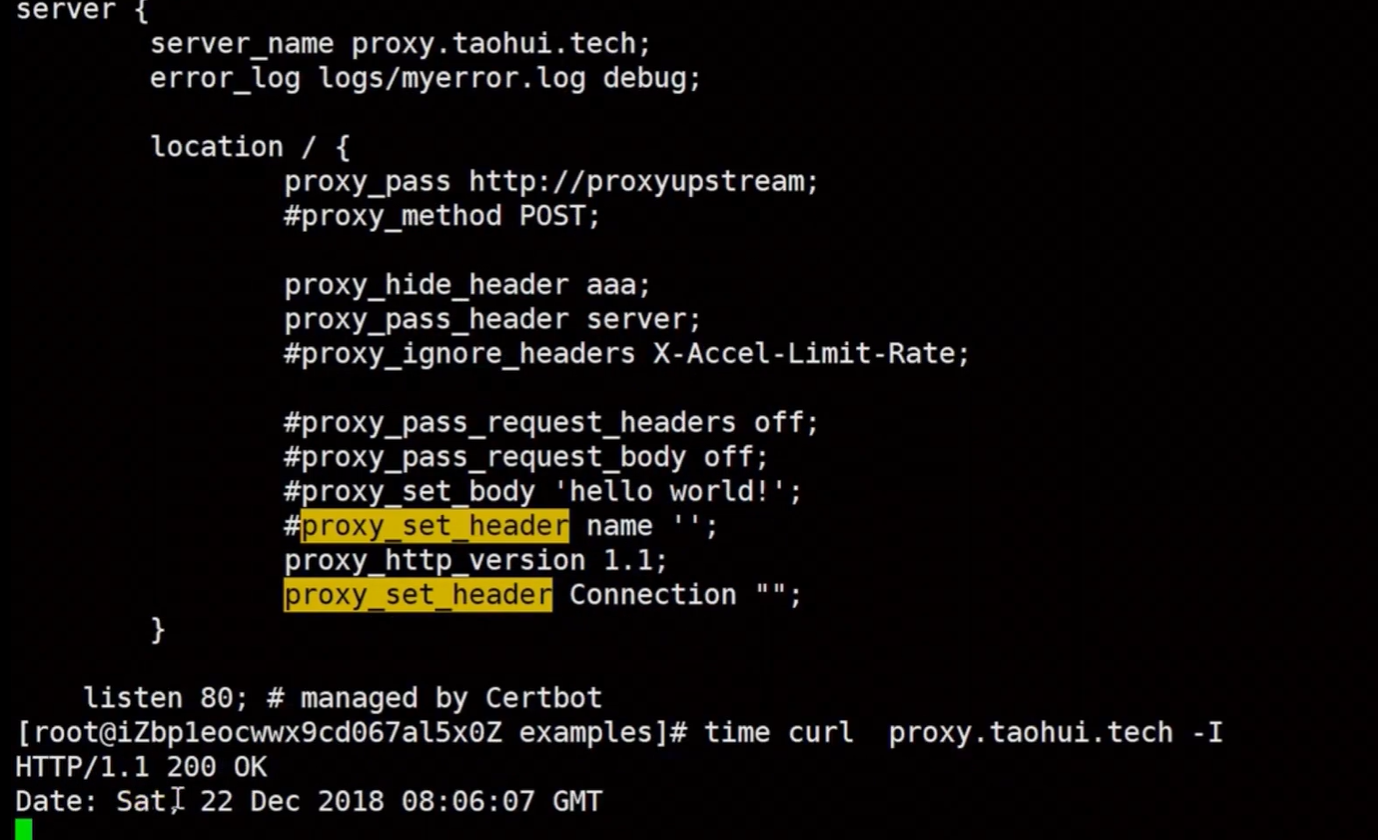 server {
server_name proxy.taohui.tech;
error_log logs/myerror.log debug;
location / {
proxy_pass http://proxyupstream;
#proxy_method POST;
proxy_hide_header aaa;
proxy_pass_header server;
#proxy_ignore_headers X-Accel-Limit-Rate;
#proxy_pass_request_headers off;
#proxy_pass_request_body off;
#proxy_set_body 'hello world!';
#proxy_set_header name '';
proxy_http_version 1.1;
proxy_set_header Connection "";
}
listen 80; # managed by Certbot
[root@iZbp1eocwwx9cd067al5x0Z examples]# time curl  proxy.taohui.tech -I
HTTP/1.1 200 OK
Date: Sat, 22 Dec 2018 08:06:07 GMT